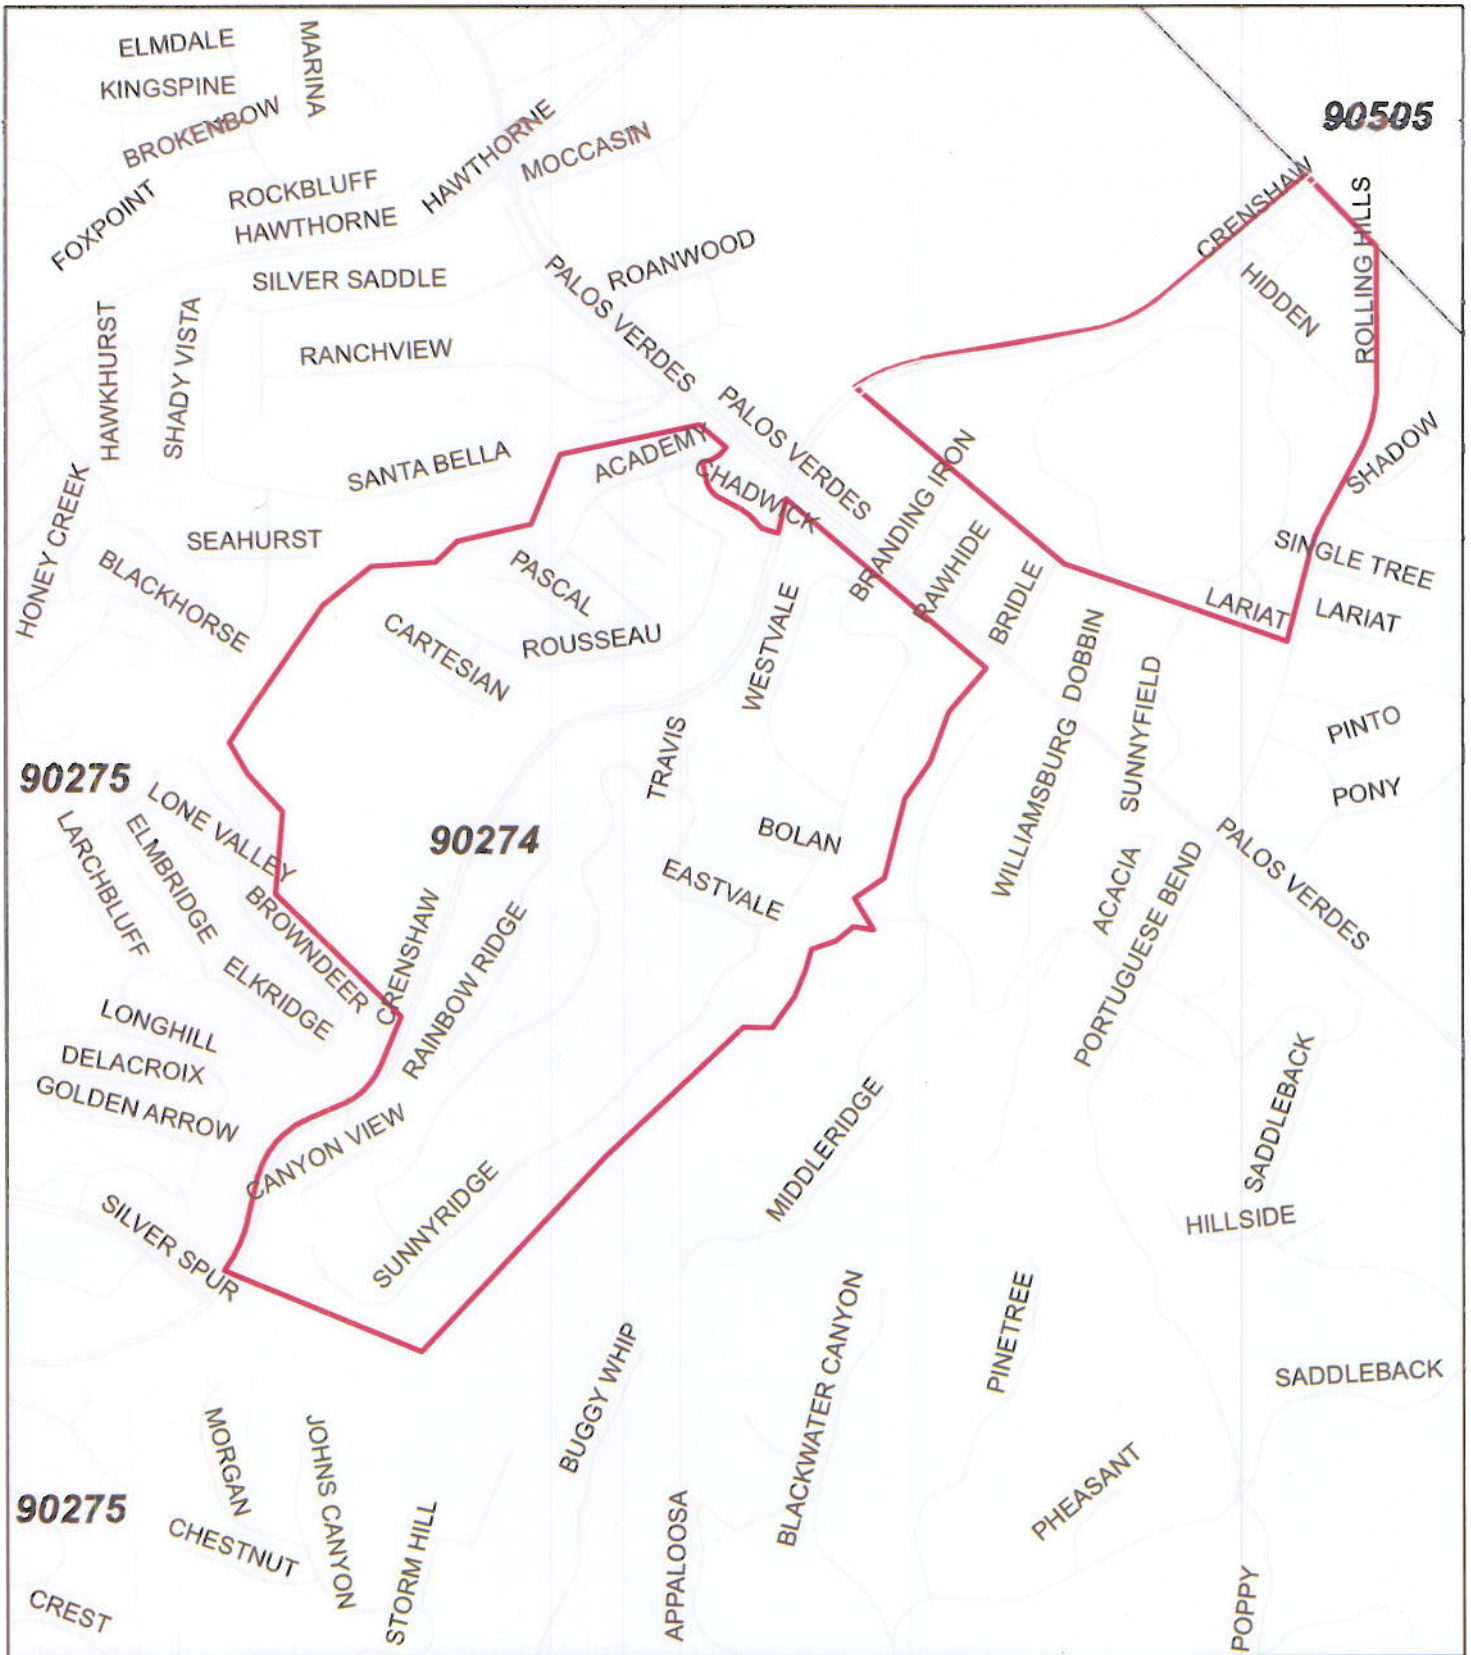 ELMDALE
MARINA
KINGSPINE
BROKENBOW
HAWTHORNE
MOCCASIN
90505
FOXPOINT
ROCKBLUFF
HAWTHORNE
CRENSHAW
ROLLING HILLS
SILVER SADDLE
PALOS VERDES
ROANWOOD
HIDDEN
HAWKHURST
SHADY VISTA
RANCHVIEW
PALOS VERDES
SANTA BELLA
ACADEMY
CHADWICK
BRANDING IRON
SHADOW
HONEY CREEK
SEAHURST
BLACKHORSE
PASCAL
RAWHIDE
BRIDLE
SINGLE TREE
CARTESIAN
ROUSSEAU
WESTVALE
DOBBIN
LARIAT
LARIAT
SUNNYFIELD
TRAVIS
WILLIAMSBURG
PINTO
90275
LONE VALLEY
PONY
LARCHBLUFF
ELMBRIDGE
90274
BOLAN
EASTVALE
ACACIA
PORTUGUESE BEND
PALOS VERDES
BROWNDEER
CRENSHAW
RAINBOW RIDGE
ELKRIDGE
LONGHILL
DELACROIX
GOLDEN ARROW
CANYON VIEW
SADDLEBACK
MIDDLERIDGE
SUNNYRIDGE
SILVER SPUR
HILLSIDE
BUGGY WHIP
BLACKWATER CANYON
PINETREE
SADDLEBACK
MORGAN
JOHNS CANYON
90275
CHESTNUT
STORM HILL
APPALOOSA
PHEASANT
CREST
POPPY